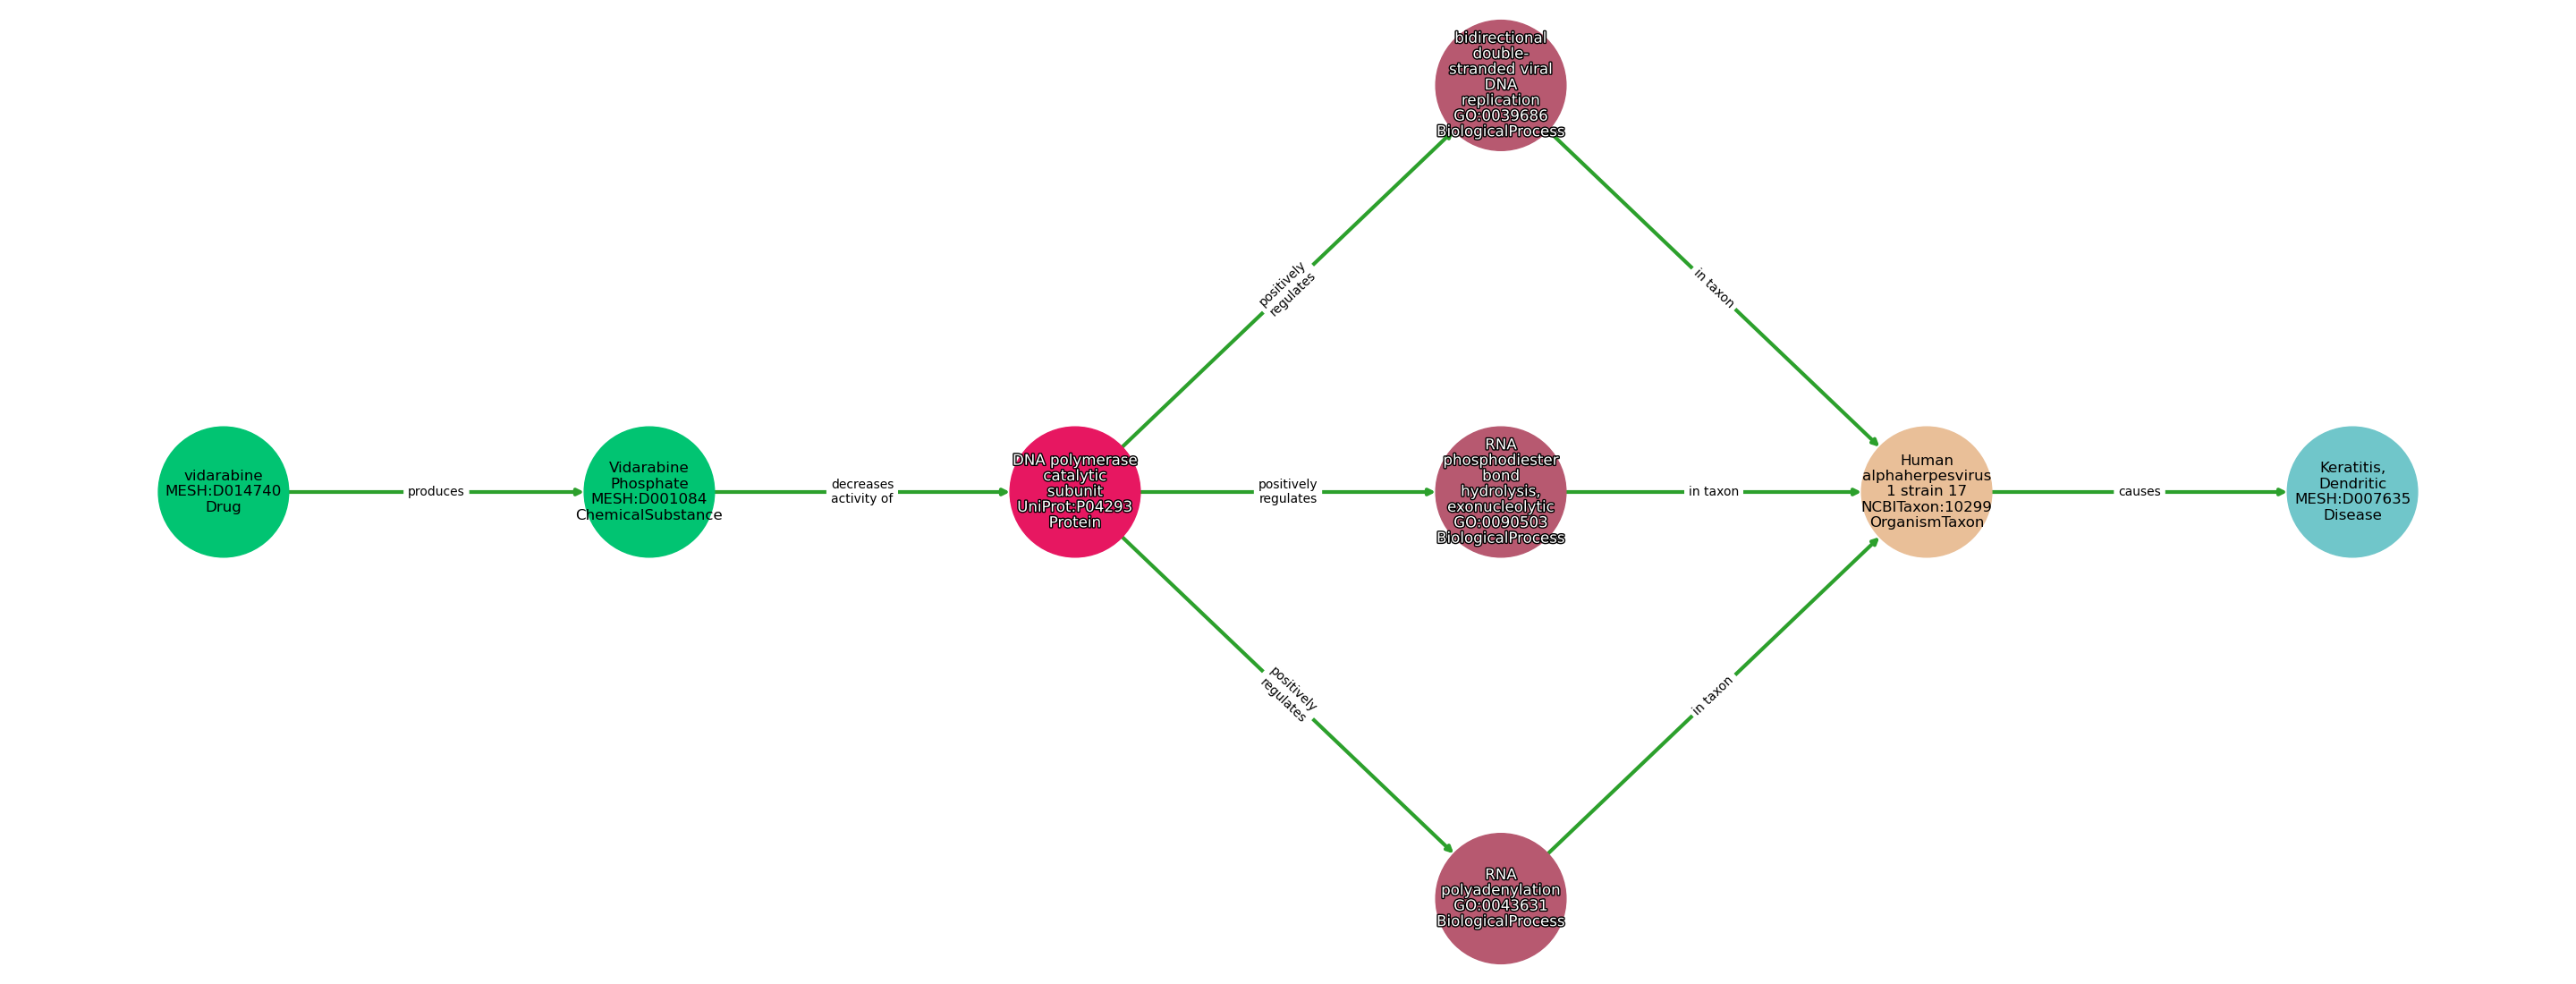 vidarabine
MESH:D014740
Drug
produces
Vidarabine
Phosphate
MESH:D001084
ChemicalSubstance
decreases
activity of
DNA polymerase
catalytic
subunit
UniProt:P04293
Protein
positively
regulates
positively
regulates
positively
regulates
bidirectional
double-
stranded viral
DNA
replication
GO:0039686
BiologicalProcess
RNA
phosphodiester
bond
hydrolysis,
exonucleolytic
GO:0090503
BiologicalProcess
RNA
polyadenylation
GO:0043631
BiologicalProcess
in taxon
in taxon
in taxon
Human
alphaherpesvirus
1 strain 17
NCBITaxon:10299
OrganismTaxon
causes
Keratitis,
Dendritic
MESH:D007635
Disease